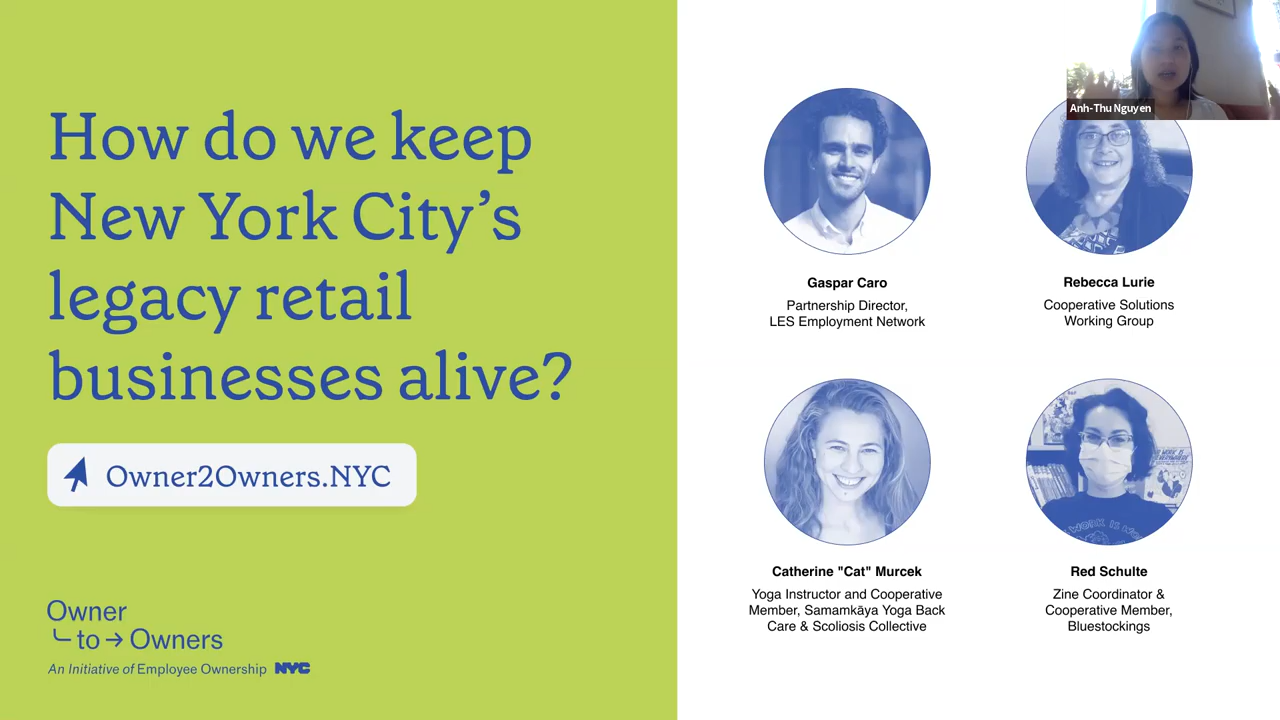 How do we keep
New York City’s
legacy retail
businesses alive?
Owner2Owners.NYC
Owner
to → Owners
An Initiative of Employee Ownership NYC
Anh-Thu Nguyen
Gaspar Caro
Partnership Director,
LES Employment Network
Rebecca Lurie
Cooperative Solutions
Working Group
Catherine "Cat" Murcek
Yoga Instructor and Cooperative
Member, Samamkāya Yoga Back
Care & Scoliosis Collective
Red Schulte
Zine Coordinator &
Cooperative Member,
Bluestockings